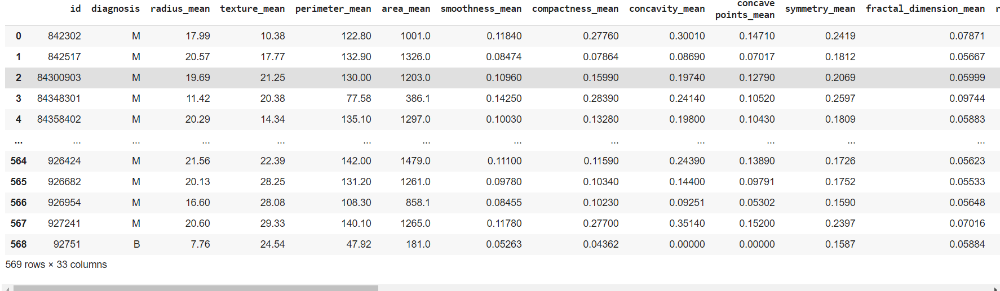 id diagnosis radius_mean texture_mean perimeter_mean area_mean smoothness_mean compactness_mean concavity_mean concave points_mean symmetry_mean fractal_dimension_mean r
0 842302 M 17.99 10.38 122.80 1001.0 0.11840 0.27760 0.30010 0.14710 0.2419 0.07871
1 842517 M 20.57 17.77 132.90 1326.0 0.08474 0.07864 0.08690 0.07017 0.1812 0.05667
2 84300903 M 19.69 21.25 130.00 1203.0 0.10960 0.15990 0.19740 0.12790 0.2069 0.05999
3 84348301 M 11.42 20.38 77.58 386.1 0.14250 0.28390 0.24140 0.10520 0.2597 0.09744
4 84358402 M 20.29 14.34 135.10 1297.0 0.10030 0.13280 0.19800 0.10430 0.1809 0.05883
... ... ... ... ... ... ... ... ... ... ... ... ...
564 926424 M 21.56 22.39 142.00 1479.0 0.11100 0.11590 0.24390 0.13890 0.1726 0.05623
565 926682 M 20.13 28.25 131.20 1261.0 0.09780 0.10340 0.14400 0.09791 0.1752 0.05533
566 926954 M 16.60 28.08 108.30 858.1 0.08455 0.10230 0.09251 0.05302 0.1590 0.05648
567 927241 M 20.60 29.33 140.10 1265.0 0.11780 0.27700 0.35140 0.15200 0.2397 0.07016
568 92751 B 7.76 24.54 47.92 181.0 0.05263 0.04362 0.00000 0.00000 0.1587 0.05884
569 rows × 33 columns